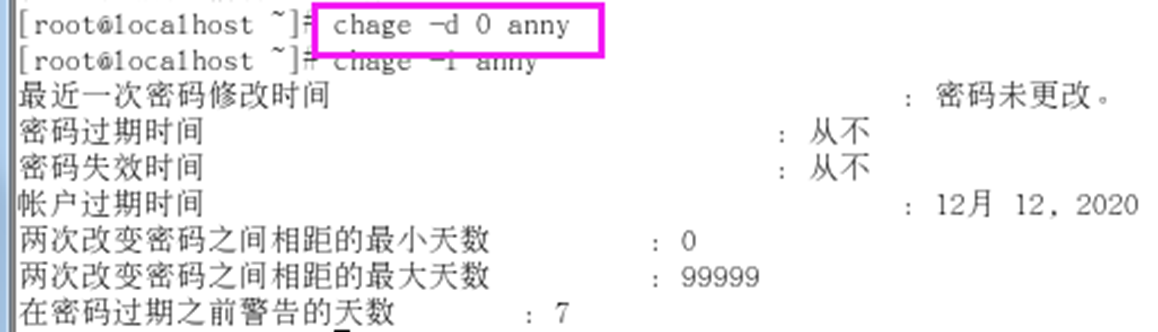 [root@localhost ~]# chage -d 0 anny
[root@localhost ~]# chage -l anny
最近一次密码修改时间 : 密码未更改。
密码过期时间 : 从不
密码失效时间 : 从不
帐户过期时间 : 12月 12, 2020
两次改变密码之间相距的最小天数 : 0
两次改变密码之间相距的最大天数 : 99999
在密码过期之前警告的天数 : 7